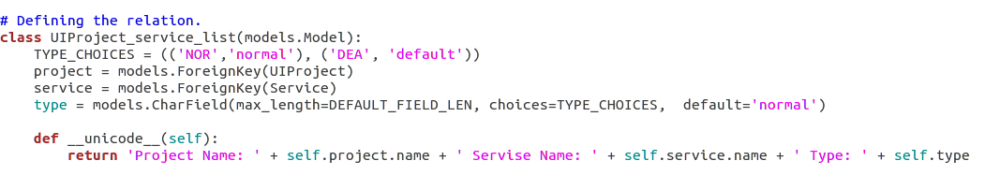 # Defining the relation.
class UIProject_service_list(models.Model):
    TYPE_CHOICES = (('NOR','normal'), ('DEA', 'default'))
    project = models.ForeignKey(UIProject)
    service = models.ForeignKey(Service)
    type = models.CharField(max_length=DEFAULT_FIELD_LEN, choices=TYPE_CHOICES,  default='normal')
    def __unicode__(self):
        return 'Project Name: ' + self.project.name + ' Servise Name: ' + self.service.name + ' Type: ' + self.type